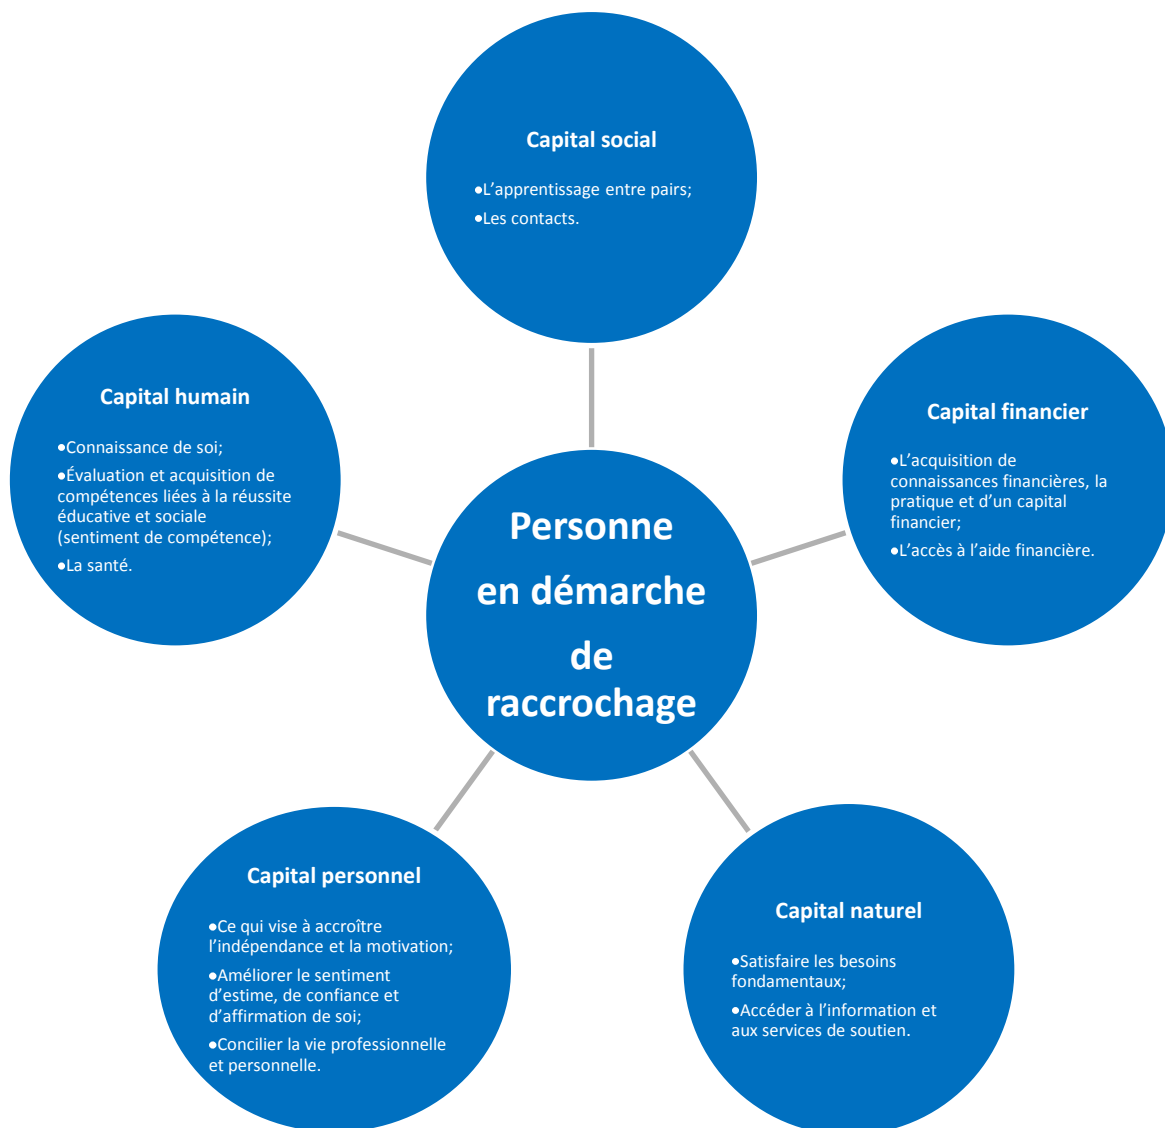 Capital social
•L’apprentissage entre pairs;
•Les contacts.
Capital humain
•Connaissance de soi;
•Évaluation et acquisition de
compétences liées à la réussite
éducative et sociale
(sentiment de compétence);
•La santé.
Capital financier
•L’acquisition de
connaissances financières, la
pratique et d’un capital
financier;
•L’accès à l’aide financière.
Personne
en démarche
de
raccrochage
Capital personnel
•Ce qui vise à accroître
l’indépendance et la motivation;
•Améliorer le sentiment
d’estime, de confiance et
d’affirmation de soi;
•Concilier la vie professionnelle
et personnelle.
Capital naturel
•Satisfaire les besoins
fondamentaux;
•Accéder à l’information et
aux services de soutien.